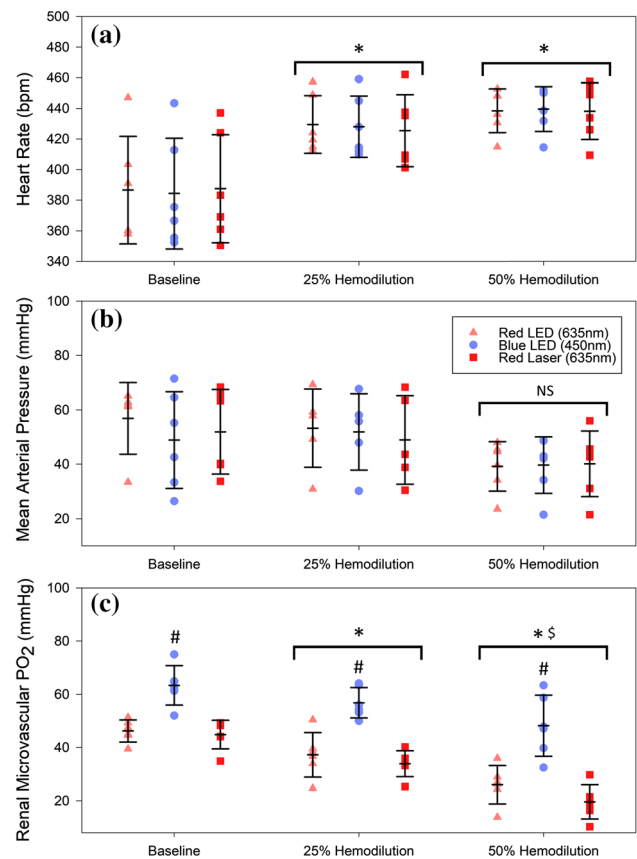 (a)
Heart Rate (bpm)
500
480
460
440
420
400
380
360
340
*
*
Baseline
25% Hemodilution
50% Hemodilution
(b)
Mean Arterial Pressure (mmHg)
100
80
60
40
20
Red LED (635nm)
Blue LED (450nm)
Red Laser (635nm)
NS
Baseline
25% Hemodilution
50% Hemodilution
(c)
Renal Microvascular PO2 (mmHg)
100
80
60
40
20
#
*
#
* $
#
Baseline
25% Hemodilution
50% Hemodilution